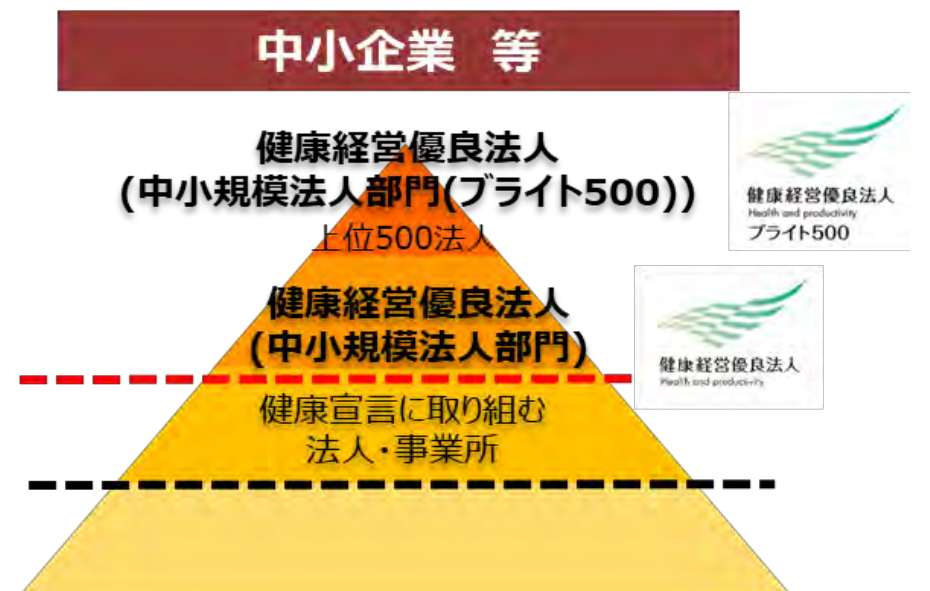 中小企業 等
健康経営優良法人
(中小規模法人部門(ブライト500))
上位500法人
健康経営優良法人
Health and productivity
ブライト500
健康経営優良法人
(中小規模法人部門)
健康経営優良法人
Health and productivity
健康宣言に取り組む
法人・事業所